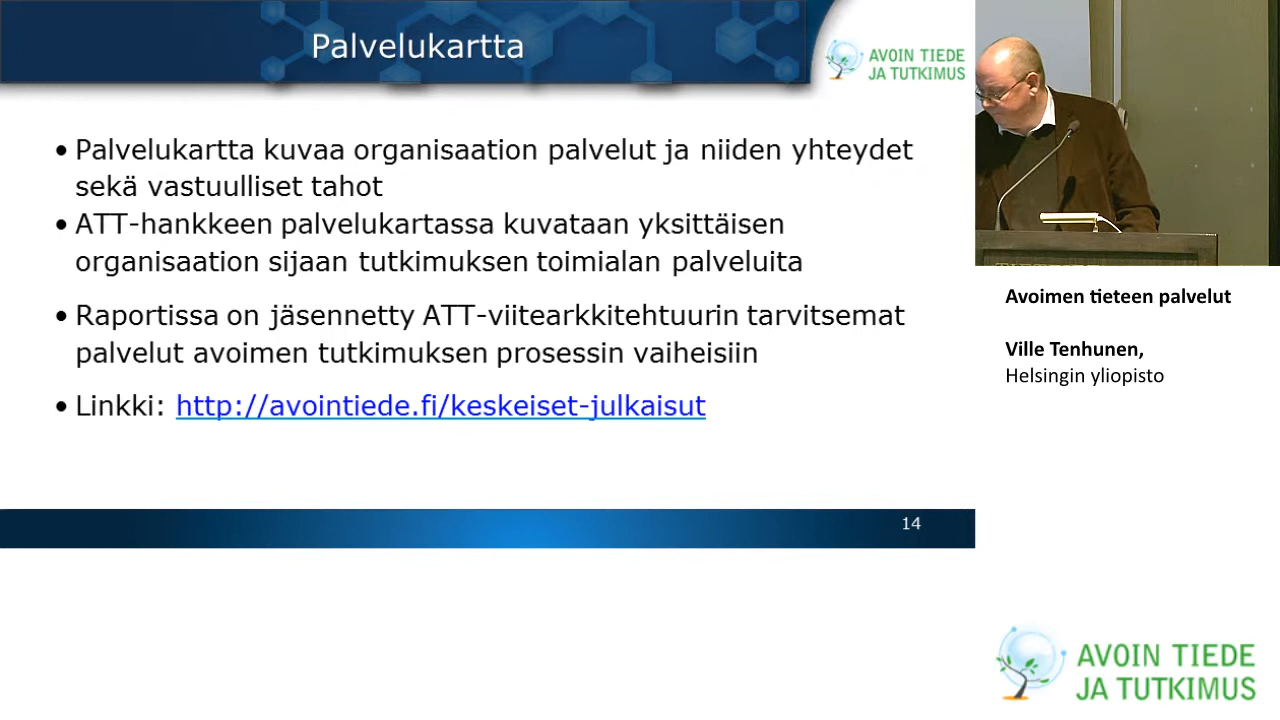 Palvelukartta
AVOIN TIEDE
JA TUTKIMUS
• Palvelukartta kuvaa organisaation palvelut ja niiden yhteydet
sekä vastuulliset tahot
• ATT-hankkeen palvelukartassa kuvataan yksittäisen
organisaation sijaan tutkimuksen toimialan palveluita
• Raportissa on jäsennetty ATT-viitearkkitehtuurin tarvitsemat
palvelut avoimen tutkimuksen prosessin vaiheisiin
• Linkki: http://avointiede.fi/keskeiset-julkaisut
14
Avoimen tieteen palvelut
Ville Tenhunen,
Helsingin yliopisto
AVOIN TIEDE
JA TUTKIMUS